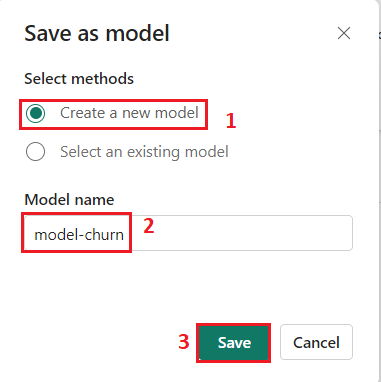 Save as model
Select methods
Create a new model 1
Select an existing model
Model name
model-churn 2
3 Save Cancel